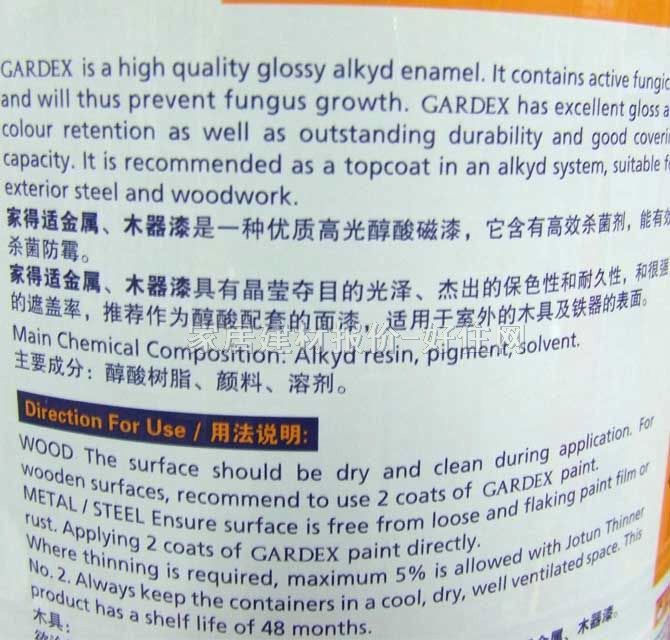 GARDEX is a high quality glossy alkyd enamel. It contains active fungic
and will thus prevent fungus growth. GARDEX has excellent gloss a
colour retention as well as outstanding durability and good coverin
capacity. It is recommended as a topcoat in an alkyd system, suitable fo
exterior steel and woodwork.
家得适金属、木器漆是一种优质高光醇酸磁漆，它含有高效杀菌剂，能有效
杀菌防霉。
家得适金属、木器漆具有晶莹夺目的光泽、杰出的保色性和耐久性，和很强
的遮盖率，推荐作为醇酸配套的面漆，适用于室外的木具及铁器的表面。
家居建材报价-好任网
Main Chemical Composition: Alkyd resin, pigment, solvent.
主要成分：醇酸树脂、颜料、溶剂。
Direction For Use / 用法说明:
WOOD The surface should be dry and clean during application. For
wooden surfaces, recommend to use 2 coats of GARDEX paint.
METAL / STEEL Ensure surface is free from loose and flaking paint film or
rust. Applying 2 coats of GARDEX paint directly.
Where thinning is required, maximum 5% is allowed with Jotun Thinner
No. 2. Always keep the containers in a cool, dry, well ventilated space. This
product has a shelf life of 48 months.
木具:
金属、木器漆。